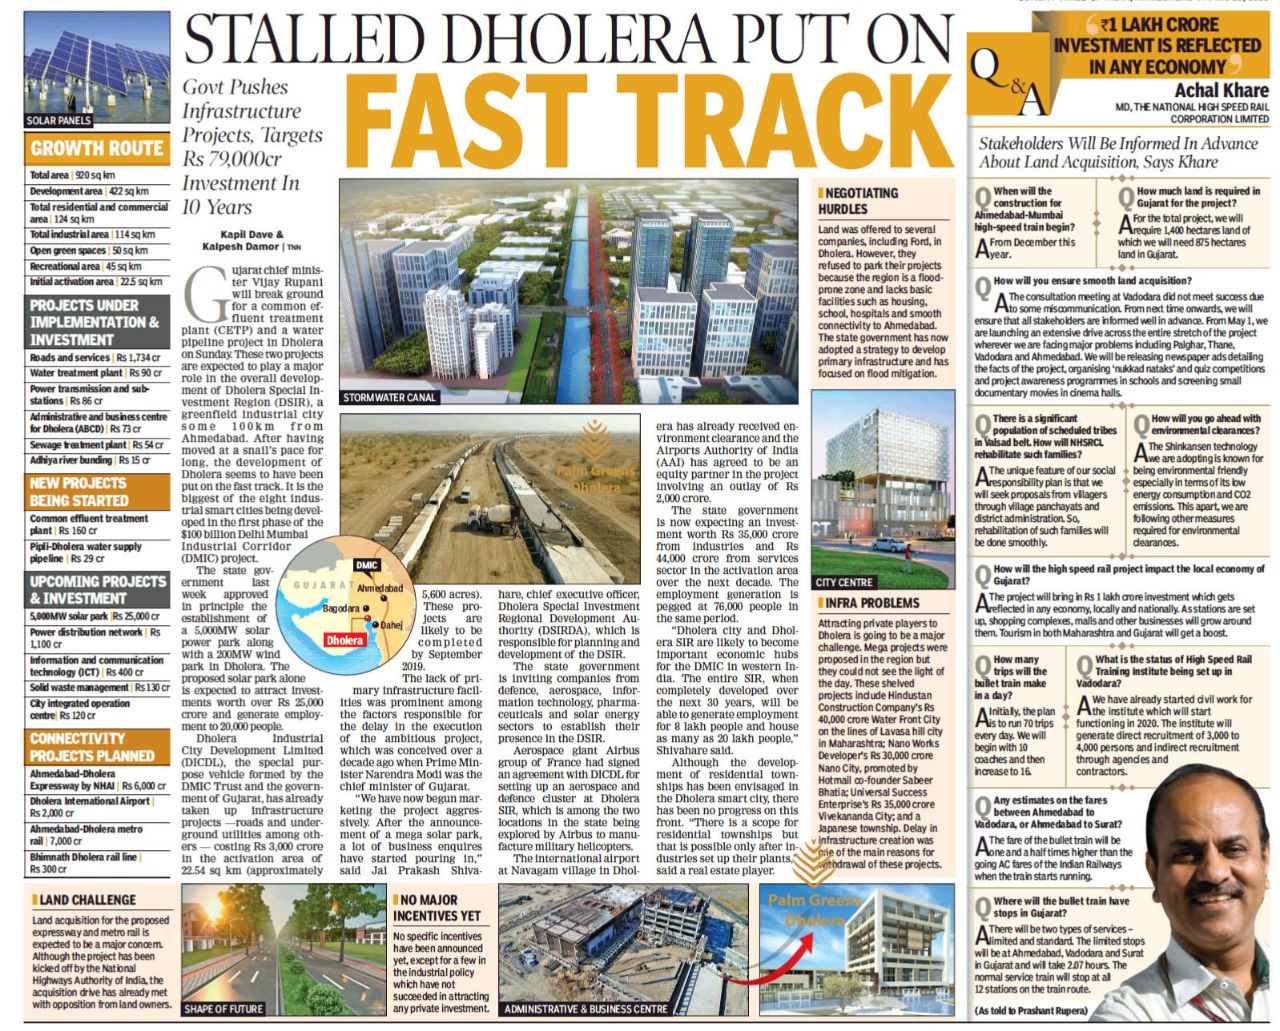 SOLAR PANELS
GROWTH ROUTE
Total area | 920 sq km
Development area | 422 sq km
Total residential and commercial
area | 124 sq km
Total industrial area | 114 sq km
Open green spaces | 50 sq km
Recreational area | 45 sq km
Initial activation area | 22.5 sq km
PROJECTS UNDER
IMPLEMENTATION &
INVESTMENT
Roads and services | Rs 1,734 cr
Water treatment plant | Rs 90 cr
Power transmission and sub-
stations | Rs 86 cr
Administrative and business centre
for Dholera (ABCD) | Rs 73 cr
Sewage treatment plant | Rs 54 cr
Adhiya river bunding | Rs 15 cr
NEW PROJECTS
BEING STARTED
Common effluent treatment
plant | Rs 160 cr
Pipli-Dholera water supply
pipeline | Rs 29 cr
UPCOMING PROJECTS
& INVESTMENT
5,000MW solar park |Rs 25,000 cr
Power distribution network | Rs
1,100 cr
Information and communication
technology (ICT) | Rs 400 cr
Solid waste management | Rs 130 cr
City integrated operation
centre| Rs 120 cr
CONNECTIVITY
PROJECTS PLANNED
Ahmedabad-Dholera
Expressway by NHAI | Rs 6,000 cr
Dholera International Airport |
Rs 2,000 cr
Ahmedabad-Dholera metro
rail | 7,000 cr
Bhimnath Dholera rail line |
Rs 300 cr
STALLED DHOLERA PUT ON
FAST TRACK
Govt Pushes
Infrastructure
Projects, Targets
Rs 79,000cr
Investment In
10 Years
Kapil Dave &
Kalpesh Damor | TNN
Gujarat chief minis-
ter Vijay Rupani
will break ground
for a common ef-
fluent treatment
plant (CETP) and a water
pipeline project in Dholera
on Sunday. These two projects
are expected to play a major
role in the overall develop-
ment of Dholera Special In-
vestment Region (DSIR), a
greenfield industrial city
some 100km from
Ahmedabad. After having
moved at a snail's pace for
long, the development of
Dholera seems to have been
put on the fast track. It is the
biggest of the eight indus-
trial smart cities being devel-
oped in the first phase of the
$100 billion Delhi Mumbai
Industrial Corridor
(DMIC) project.
The state gov-
ernment last
week approved
in principle the
establishment of
a 5,000MW solar
power park along
with a 200MW wind
park in Dholera. The
proposed solar park alone
is expected to attract invest-
ments worth over Rs 25,000
crore and generate employ-
ment to 20,000 people.
Dholera Industrial
City Development Limited
(DICDL), the special pur-
pose vehicle formed by the
DMIC Trust and the govern-
ment of Gujarat, has already
taken up infrastructure
projects —roads and under-
ground utilities among oth-
ers — costing Rs 3,000 crore
in the activation area of
22.54 sq km (approximately
STORM WATER CANAL
Palm Greens
Dholera
DMIC
GUJARAT
Ahmedabad
Bagodara
Dahej
Dholera
5,600 acres).
These pro-
jects are
likely to be
completed
by September
2019.
The lack of pri-
mary infrastructure facil-
ities was prominent among
the factors responsible for
the delay in the execution
of the ambitious project,
which was conceived over a
decade ago when Prime Min-
ister Narendra Modi was the
chief minister of Gujarat.
"We have now begun mar-
keting the project aggres-
sively. After the announce-
ment of a mega solar park,
a lot of business enquires
have started pouring in,"
said Jai Prakash Shiva-
hare, chief executive officer,
Dholera Special Investment
Regional Development Au-
thority (DSIRDA), which is
responsible for planning and
development of the DSIR.
The state government
is inviting companies from
defence, aerospace, infor-
mation technology, pharma-
ceuticals and solar energy
sectors to establish their
presence in the DSIR.
Aerospace giant Airbus
group of France had signed
an agreement with DICDL for
setting up an aerospace and
defence cluster at Dholera
SIR, which is among the two
locations in the state being
explored by Airbus to manu-
facture military helicopters.
The international airport
at Navagam village in Dhol-
era has already received en-
vironment clearance and the
Airports Authority of India
(AAI) has agreed to be an
equity partner in the project
involving an outlay of Rs
2,000 crore.
The state government
is now expecting an invest-
ment worth Rs 35,000 crore
from industries and Rs
44,000 crore from services
sector in the activation area
over the next decade. The
employment generation is
pegged at 76,000 people in
the same period.
"Dholera city and Dhol-
era SIR are likely to become
important economic hubs
for the DMIC in western In-
dia. The entire SIR, when
completely developed over
the next 30 years, will be
able to generate employment
for 8 lakh people and house
as many as 20 lakh people,"
Shivahare said.
Although the develop-
ment of residential town-
ships has been envisaged in
the Dholera smart city, there
has been no progress on this
front. "There is a scope for
residential townships but
that is possible only after in-
dustries set up their plants,"
said a real estate player.
NEGOTIATING
HURDLES
Land was offered to several
companies, including Ford, in
Dholera. However, they
refused to park their projects
because the region is a flood-
prone zone and lacks basic
facilities such as housing,
school, hospitals and smooth
connectivity to Ahmedabad.
The state government has now
adopted a strategy to develop
primary infrastructure and has
focused on flood mitigation.
CITY CENTRE
INFRA PROBLEMS
Attracting private players to
Dholera is going to be a major
challenge. Mega projects were
proposed in the region but
they could not see the light of
the day. These shelved
projects include Hindustan
Construction Company's Rs
40,000 crore Water Front City
on the lines of Lavasa hill city
in Maharashtra; Nano Works
Developer's Rs 30,000 crore
Nano City, promoted by
Hotmail co-founder Sabeer
Bhatia; Universal Success
Enterprise's Rs 35,000 crore
Vivekananda City; and a
Japanese township. Delay in
infrastructure creation was
one of the main reasons for
withdrawal of these projects.
LAND CHALLENGE
Land acquisition for the proposed
expressway and metro rail is
expected to be a major concern.
Although the project has been
kicked off by the National
Highways Authority of India, the
acquisition drive has already met
with opposition from land owners.
SHAPE OF FUTURE
NO MAJOR
INCENTIVES YET
No specific incentives
have been announced
yet, except for a few in
the industrial policy
which have not
succeeded in attracting
any private investment.
ADMINISTRATIVE & BUSINESS CENTRE
Palm Greens
Dholera
Q&A
‘₹1 LAKH CRORE
INVESTMENT IS REFLECTED
IN ANY ECONOMY’
Achal Khare
MD, THE NATIONAL HIGH SPEED RAIL
CORPORATION LIMITED
Stakeholders Will Be Informed In Advance
About Land Acquisition, Says Khare
Q When will the
construction for
Ahmedabad-Mumbai
high-speed train begin?
A From December this
year.
Q How much land is required in
Gujarat for the project?
A For the total project, we will
require 1,400 hectares land of
which we will need 875 hectares
land in Gujarat.
Q How will you ensure smooth land acquisition?
A The consultation meeting at Vadodara did not meet success due
to some miscommunication. From next time onwards, we will
ensure that all stakeholders are informed well in advance. From May 1, we
are launching an extensive drive across the entire stretch of the project
wherever we are facing major problems including Palghar, Thane,
Vadodara and Ahmedabad. We will be releasing newspaper ads detailing
the facts of the project, organising 'nukkad nataks' and quiz competitions
and project awareness programmes in schools and screening small
documentary movies in cinema halls.
Q There is a significant
population of scheduled tribes
in Valsad belt. How will NHSRCL
rehabilitate such families?
A The unique feature of our social
responsibility plan is that we
will seek proposals from villagers
through village panchayats and
district administration. So,
rehabilitation of such families will
be done smoothly.
Q How will you go ahead with
environmental clearances?
A The Shinkansen technology
we are adopting is known for
being environmental friendly
especially in terms of its low
energy consumption and CO2
emissions. This apart, we are
following other measures
required for environmental
clearances.
Q How will the high speed rail project impact the local economy of
Gujarat?
A The project will bring in Rs 1 lakh crore investment which gets
reflected in any economy, locally and nationally. As stations are set
up, shopping complexes, malls and other businesses will grow around
them. Tourism in both Maharashtra and Gujarat will get a boost.
Q How many
trips will the
bullet train make
in a day?
A Initially, the plan
is to run 70 trips
every day. We will
begin with 10
coaches and then
increase to 16.
Q What is the status of High Speed Rail
Training Institute being set up in
Vadodara?
A We have already started civil work for
the institute which will start
functioning in 2020. The institute will
generate direct recruitment of 3,000 to
4,000 persons and indirect recruitment
through agencies and
contractors.
Q Any estimates on the fares
between Ahmedabad to
Vadodara, or Ahmedabad to Surat?
A The fare of the bullet train will be
one and a half times higher than the
going AC fares of the Indian Railways
when the train starts running.
Q Where will the bullet train have
stops in Gujarat?
A There will be two types of services –
limited and standard. The limited stops
will be at Ahmedabad, Vadodara and Surat
in Gujarat and will take 2.07 hours. The
normal service train will stop at all
12 stations on the train route.
(As told to Prashant Rupera)